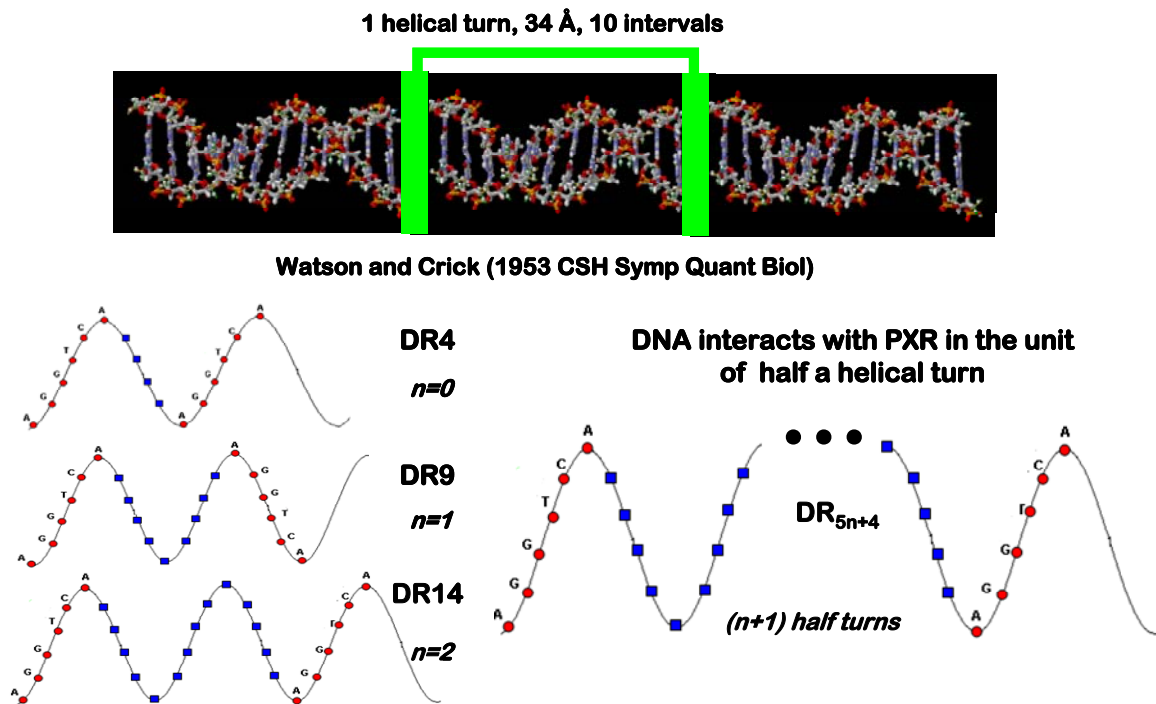 1 helical turn, 34 Å, 10 intervals
Watson and Crick (1953 CSH Symp Quant Biol)
A G G T C A A G G T C A
DR4
n=0
A G G T C A A G G T C A
DR9
n=1
A G G T C A A G G T C A
DR14
n=2
DNA interacts with PXR in the unit
of half a helical turn
A G G T C A A G G T C A
DR5n+4
(n+1) half turns